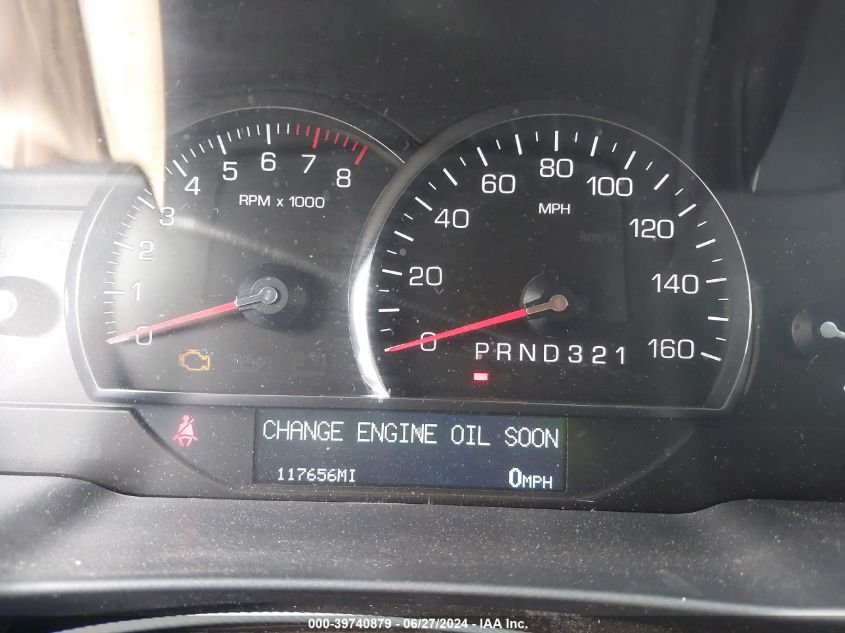 0 1 2 3 4 5 6 7 8
RPM x 1000
0 20 40 60 80 100 120 140 160
MPH
km/h
PRND321
CHANGE ENGINE OIL SOON
117656MI
0MPH
000-39740879 - 06/27/2024 - IAA Inc.